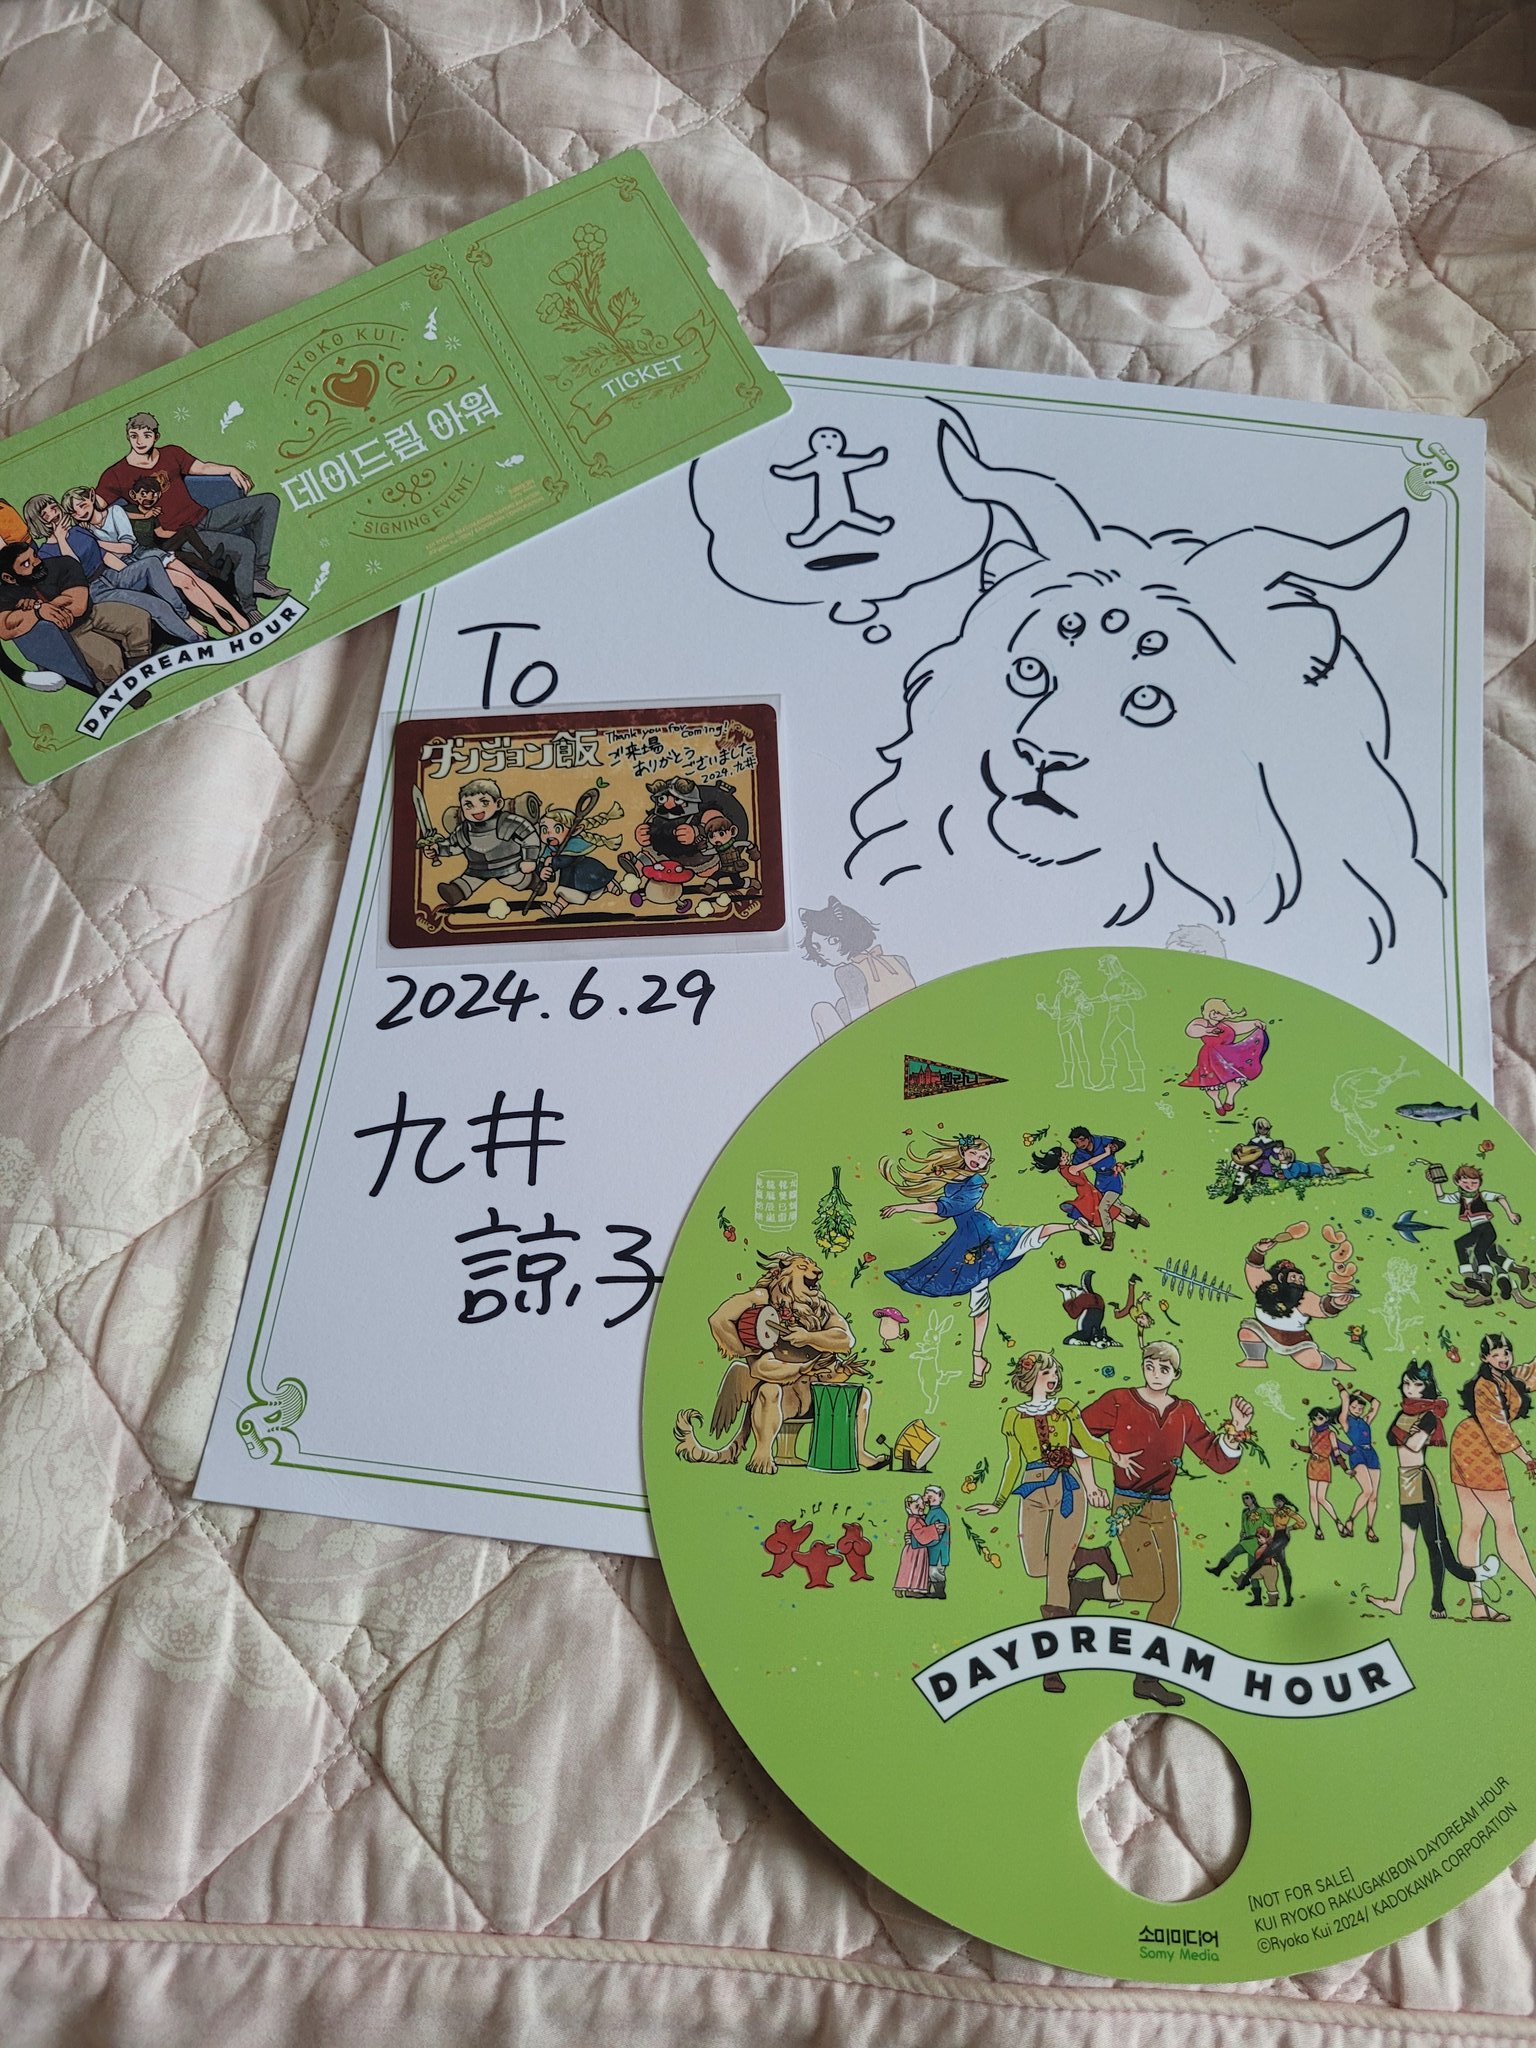 RYOKO KUI
데이드림 아워
SIGNING EVENT
TICKET
DAYDREAM HOUR
To
ダンジョン飯
Thank you for coming!
ご来場
ありがとう
ございました
2024.九井
2024.6.29
九井
諒子
멜리니
DAYDREAM HOUR
[NOT FOR SALE]
KUI RYOKO RAKUGAKIBON DAYDREAM HOUR
©Ryoko Kui 2024/ KADOKAWA CORPORATION
소미미디어
Somy Media